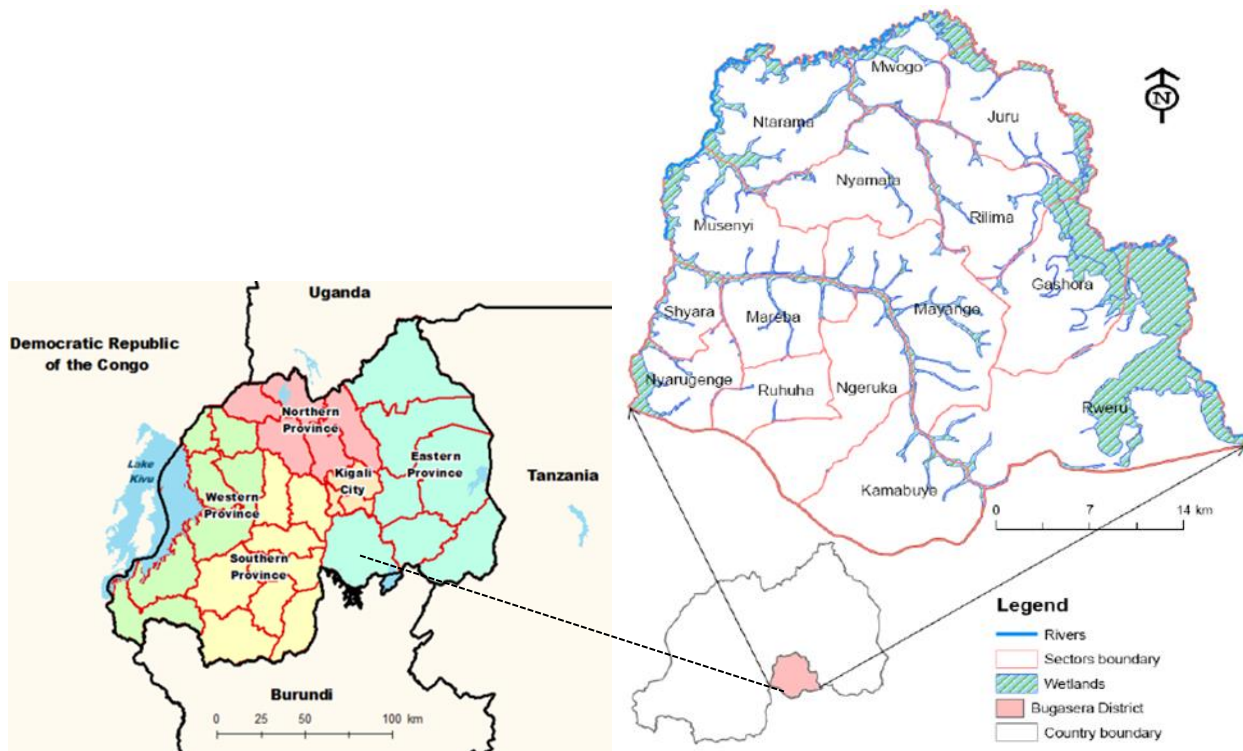 Uganda
Democratic Republic
of the Congo
Northern
Province
Lake
Kivu
Eastern
Province
Kigali
City
Western
Province
Tanzania
Southern
Province
Burundi
0 25 50 100 km
Mwogo
Ntarama
Juru
N
Nyamata
Musenyi
Rilima
Gashora
Shyara
Mareba
Mayange
Nyarugenge
Ruhuha
Ngeruka
Rweru
Kamabuye
0 7 14 km
Legend
Rivers
Sectors boundary
Wetlands
Bugasera District
Country boundary